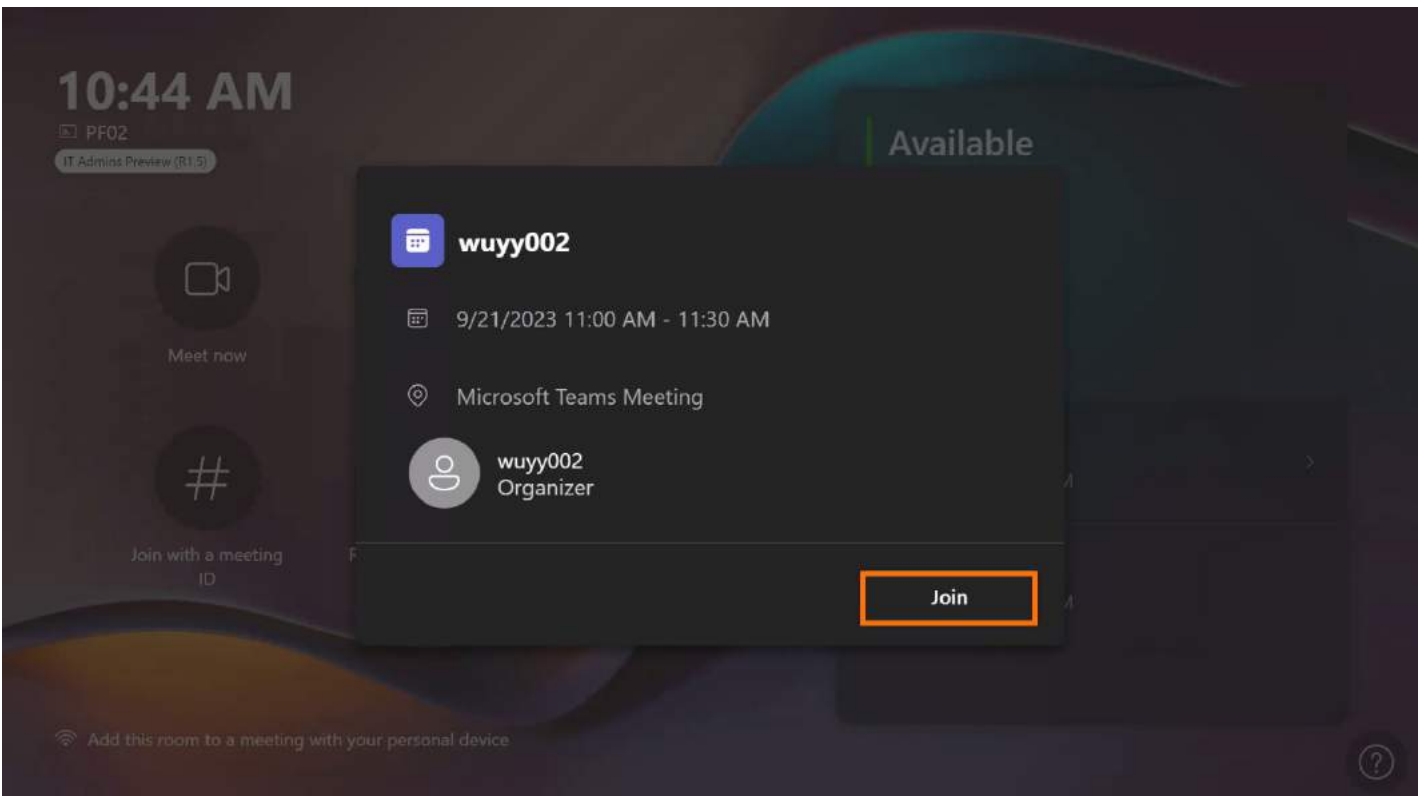 10:44 AM
PF02
IT Admins Preview (R1.5)
Available
wuyy002
9/21/2023 11:00 AM - 11:30 AM
Meet now
Microsoft Teams Meeting
wuyy002
Organizer
Join with a meeting
ID
Join
Add this room to a meeting with your personal device